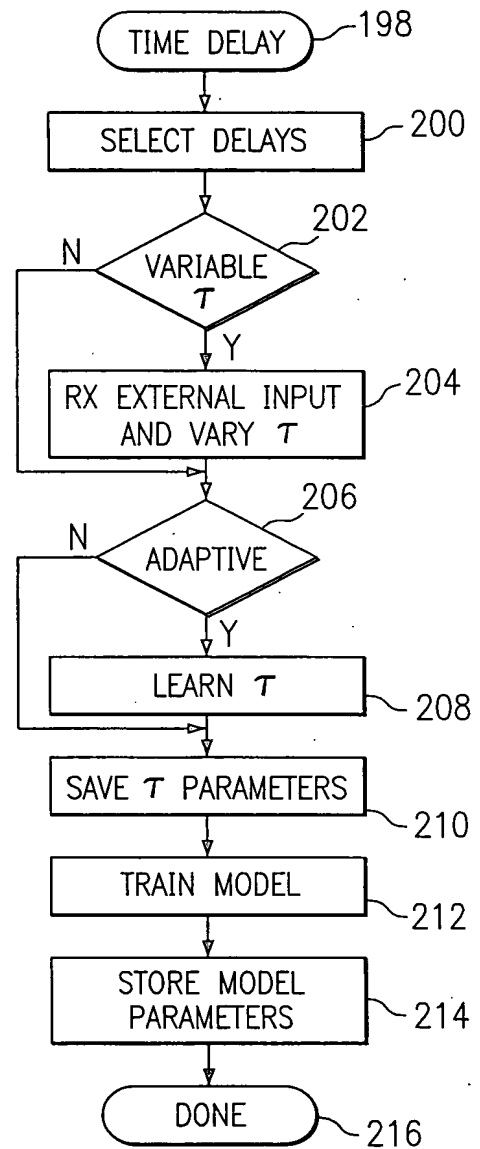 TIME DELAY
198
SELECT DELAYS
200
202
VARIABLE
τ
N
Y
RX EXTERNAL INPUT
AND VARY τ
204
206
ADAPTIVE
N
Y
LEARN τ
208
SAVE τ PARAMETERS
210
TRAIN MODEL
212
STORE MODEL
PARAMETERS
214
DONE
216